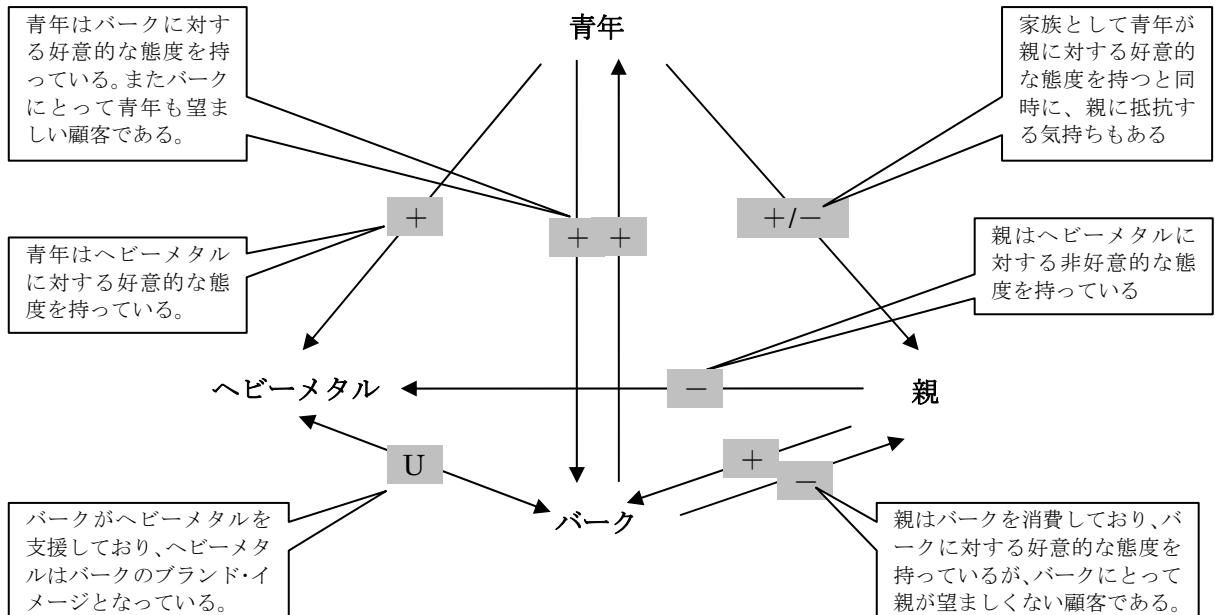 青年はバークに対す
る好意的な態度を持
っている。またバーク
にとって青年も望ま
しい顧客である。
青年
家族として青年が
親に対する好意的
な態度を持つと同
時に、親に抵抗す
る気持ちもある
+
+ +
+/-
青年はヘビーメタル
に対する好意的な態
度を持っている。
親はヘビーメタルに
対する非好意的な態
度を持っている
ヘビーメタル
-
親
U
+
-
バーク
バークがヘビーメタルを
支援しており、ヘビーメタ
ルはバークのブランド・イ
メージとなっている。
親はバークを消費しており、バ
ークに対する好意的な態度を
持っているが、バークにとって
親が望ましくない顧客である。